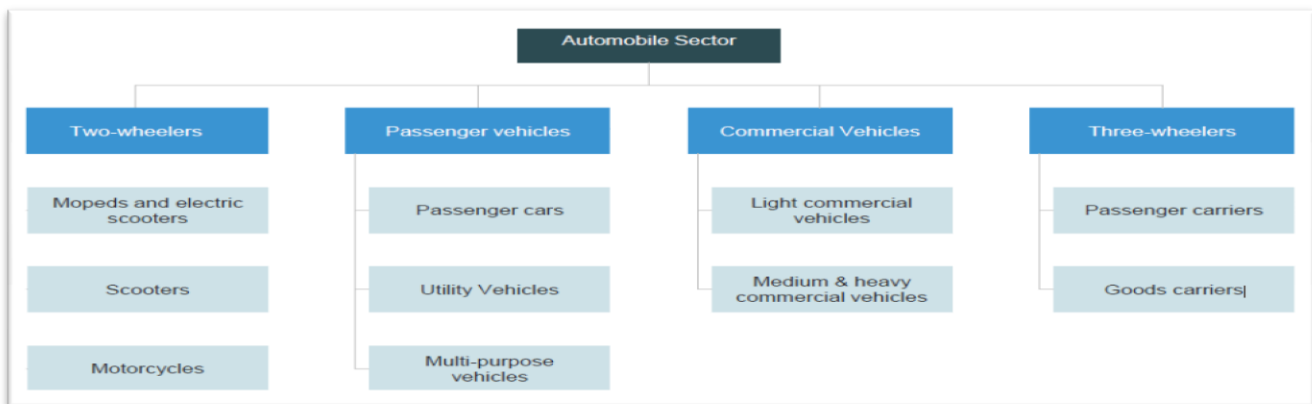 Automobile Sector
Two-wheelers
Passenger vehicles
Commercial Vehicles
Three-wheelers
Mopeds and electric
scooters
Passenger cars
Light commercial
vehicles
Passenger carriers
Scooters
Utility Vehicles
Medium & heavy
commercial vehicles
Goods carriers
Motorcycles
Multi-purpose
vehicles